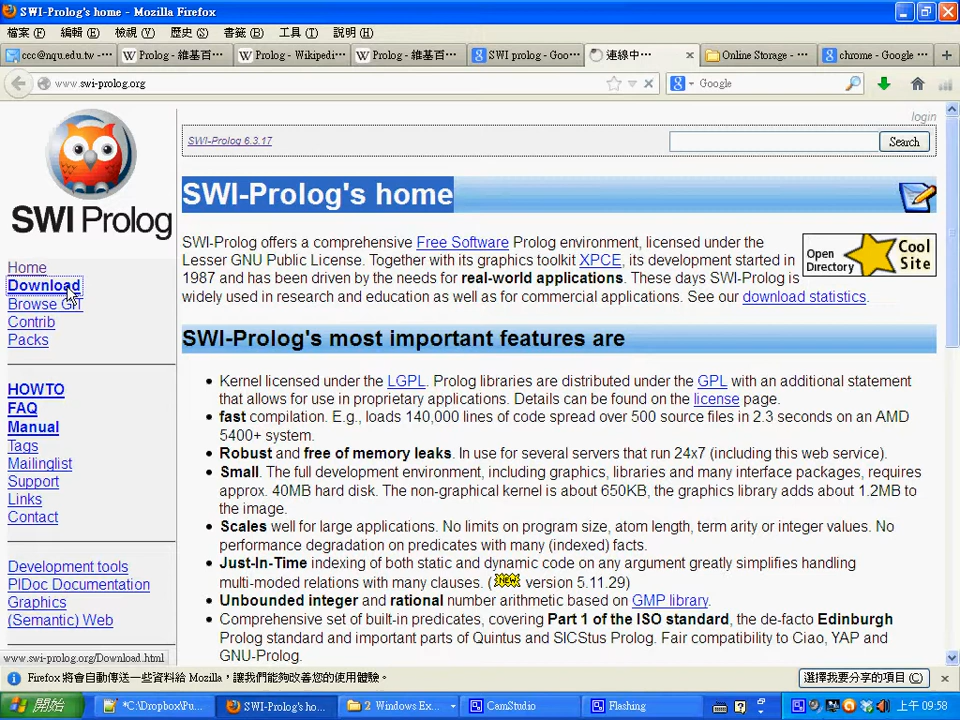 SWI-Prolog's home - Mozilla Firefox
檔案(F) 編輯(E) 檢視(V) 歷史(S) 書籤(B) 工具(T) 說明(H)
ccc@nqu.edu.tw - ··· Prolog - 維基百··· Prolog - Wikipedi··· Prolog - 維基百··· SWI prolog - Goo··· 連線中··· Online Storage - ··· chrome - Google ···
www.swi-prolog.org Google
login
SWI-Prolog 6.3.17 Search
SWI Prolog
SWI-Prolog's home
Home
Download
Browse GIT
Contrib
Packs
HOWTO
FAQ
Manual
Tags
Mailinglist
Support
Links
Contact
Development tools
PlDoc Documentation
Graphics
(Semantic) Web
SWI-Prolog offers a comprehensive Free Software Prolog environment, licensed under the
Lesser GNU Public License. Together with its graphics toolkit XPCE, its development started in
1987 and has been driven by the needs for real-world applications. These days SWI-Prolog is
widely used in research and education as well as for commercial applications. See our download statistics.
Open Directory Cool Site
SWI-Prolog's most important features are
Kernel licensed under the LGPL. Prolog libraries are distributed under the GPL with an additional statement
that allows for use in proprietary applications. Details can be found on the license page.
fast compilation. E.g., loads 140,000 lines of code spread over 500 source files in 2.3 seconds on an AMD
5400+ system.
Robust and free of memory leaks. In use for several servers that run 24x7 (including this web service).
Small. The full development environment, including graphics, libraries and many interface packages, requires
approx. 40MB hard disk. The non-graphical kernel is about 650KB, the graphics library adds about 1.2MB to
the image.
Scales well for large applications. No limits on program size, atom length, term arity or integer values. No
performance degradation on predicates with many (indexed) facts.
Just-In-Time indexing of both static and dynamic code on any argument greatly simplifies handling
multi-moded relations with many clauses. (NEW version 5.11.29)
Unbounded integer and rational number arithmetic based on GMP library.
Comprehensive set of built-in predicates, covering Part 1 of the ISO standard, the de-facto Edinburgh
Prolog standard and important parts of Quintus and SICStus Prolog. Fair compatibility to Ciao, YAP and
GNU-Prolog.
www.swi-prolog.org/Download.html
Firefox 將會自動傳送一些資料給 Mozilla，讓我們能夠改善您的使用體驗。 選擇我要分享的項目(C)
開始 *C:\Dropbox\Pu... SWI-Prolog's ho... 2 Windows Ex... CamStudio Flashing 上午 09:58